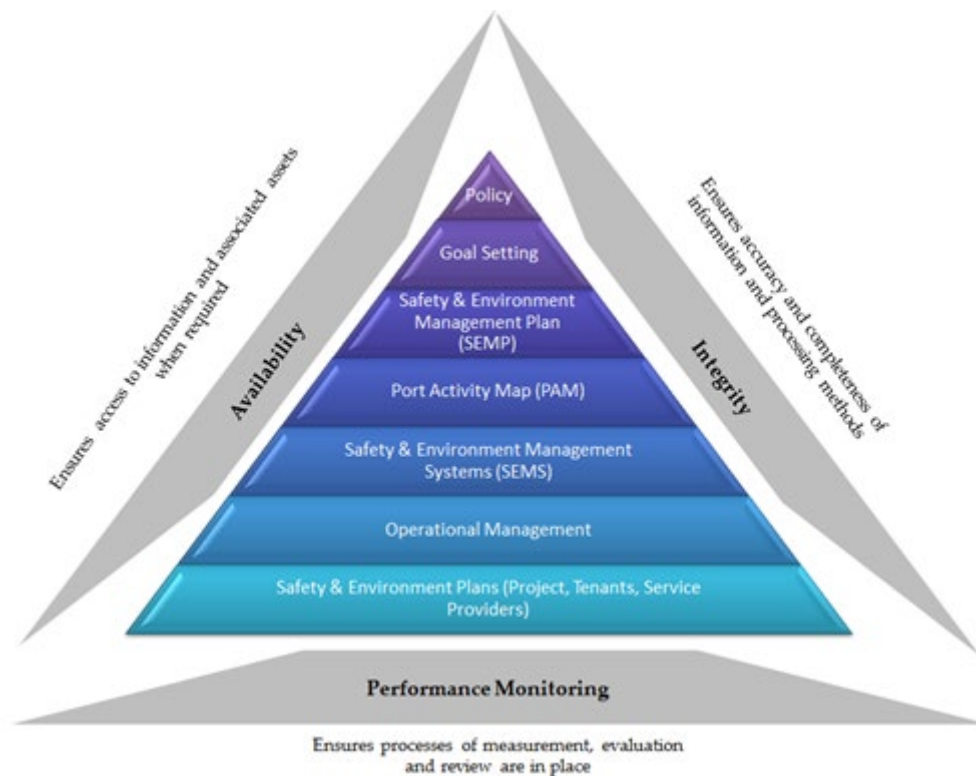 Policy
Goal Setting
Safety & Environment
Management Plan
(SEMP)
Port Activity Map (PAM)
Safety & Environment Management
Systems (SEMS)
Operational Management
Safety & Environment Plans (Project, Tenants, Service
Providers)
Ensures access to information and associated assets
when required
Availability
Ensures accuracy and completeness of
information and processing methods
Integrity
Performance Monitoring
Ensures processes of measurement, evaluation
and review are in place